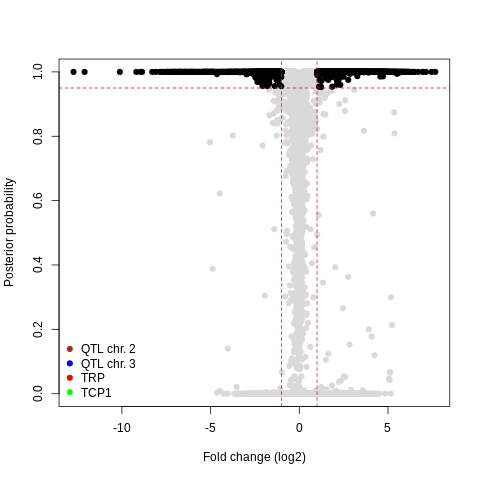 1.0
0.8
0.6
0.4
0.2
0.0
Posterior probability
QTL chr. 2
QTL chr. 3
TRP
TCP1
-10 -5 0 5
Fold change (log2)